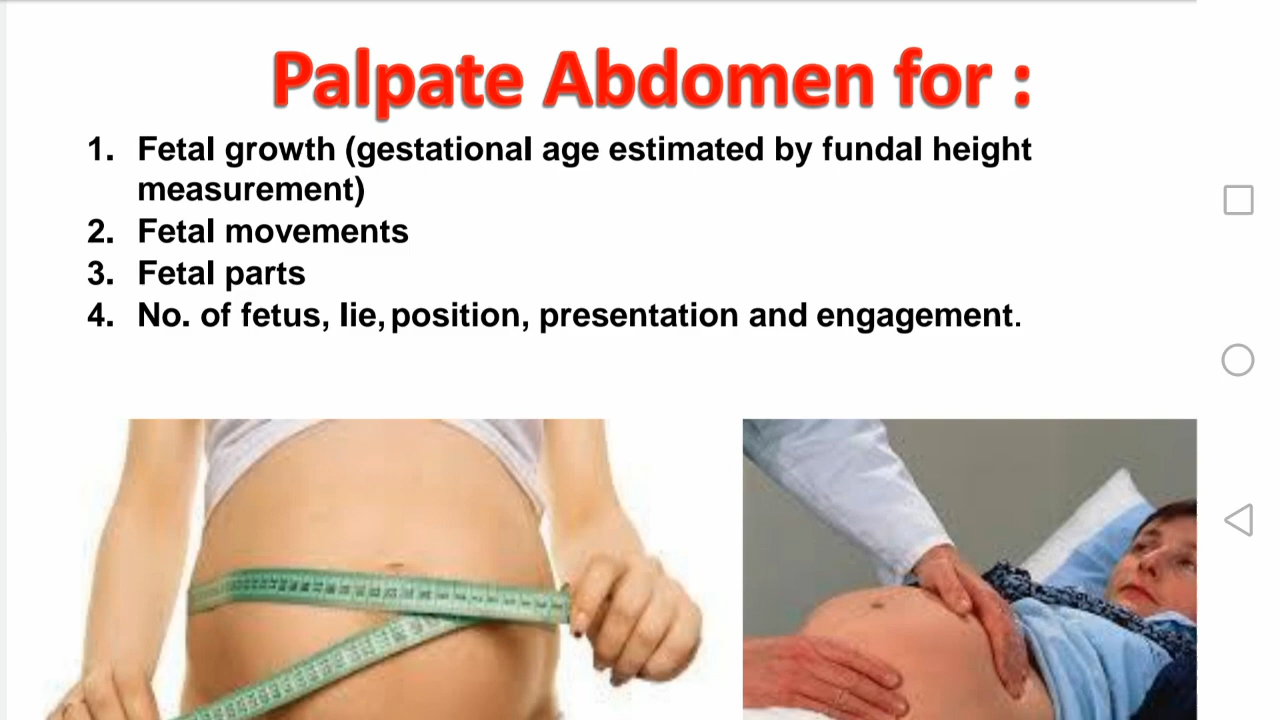 Palpate Abdomen for :
1. Fetal growth (gestational age estimated by fundal height
measurement)
2. Fetal movements
3. Fetal parts
4. No. of fetus, lie, position, presentation and engagement.